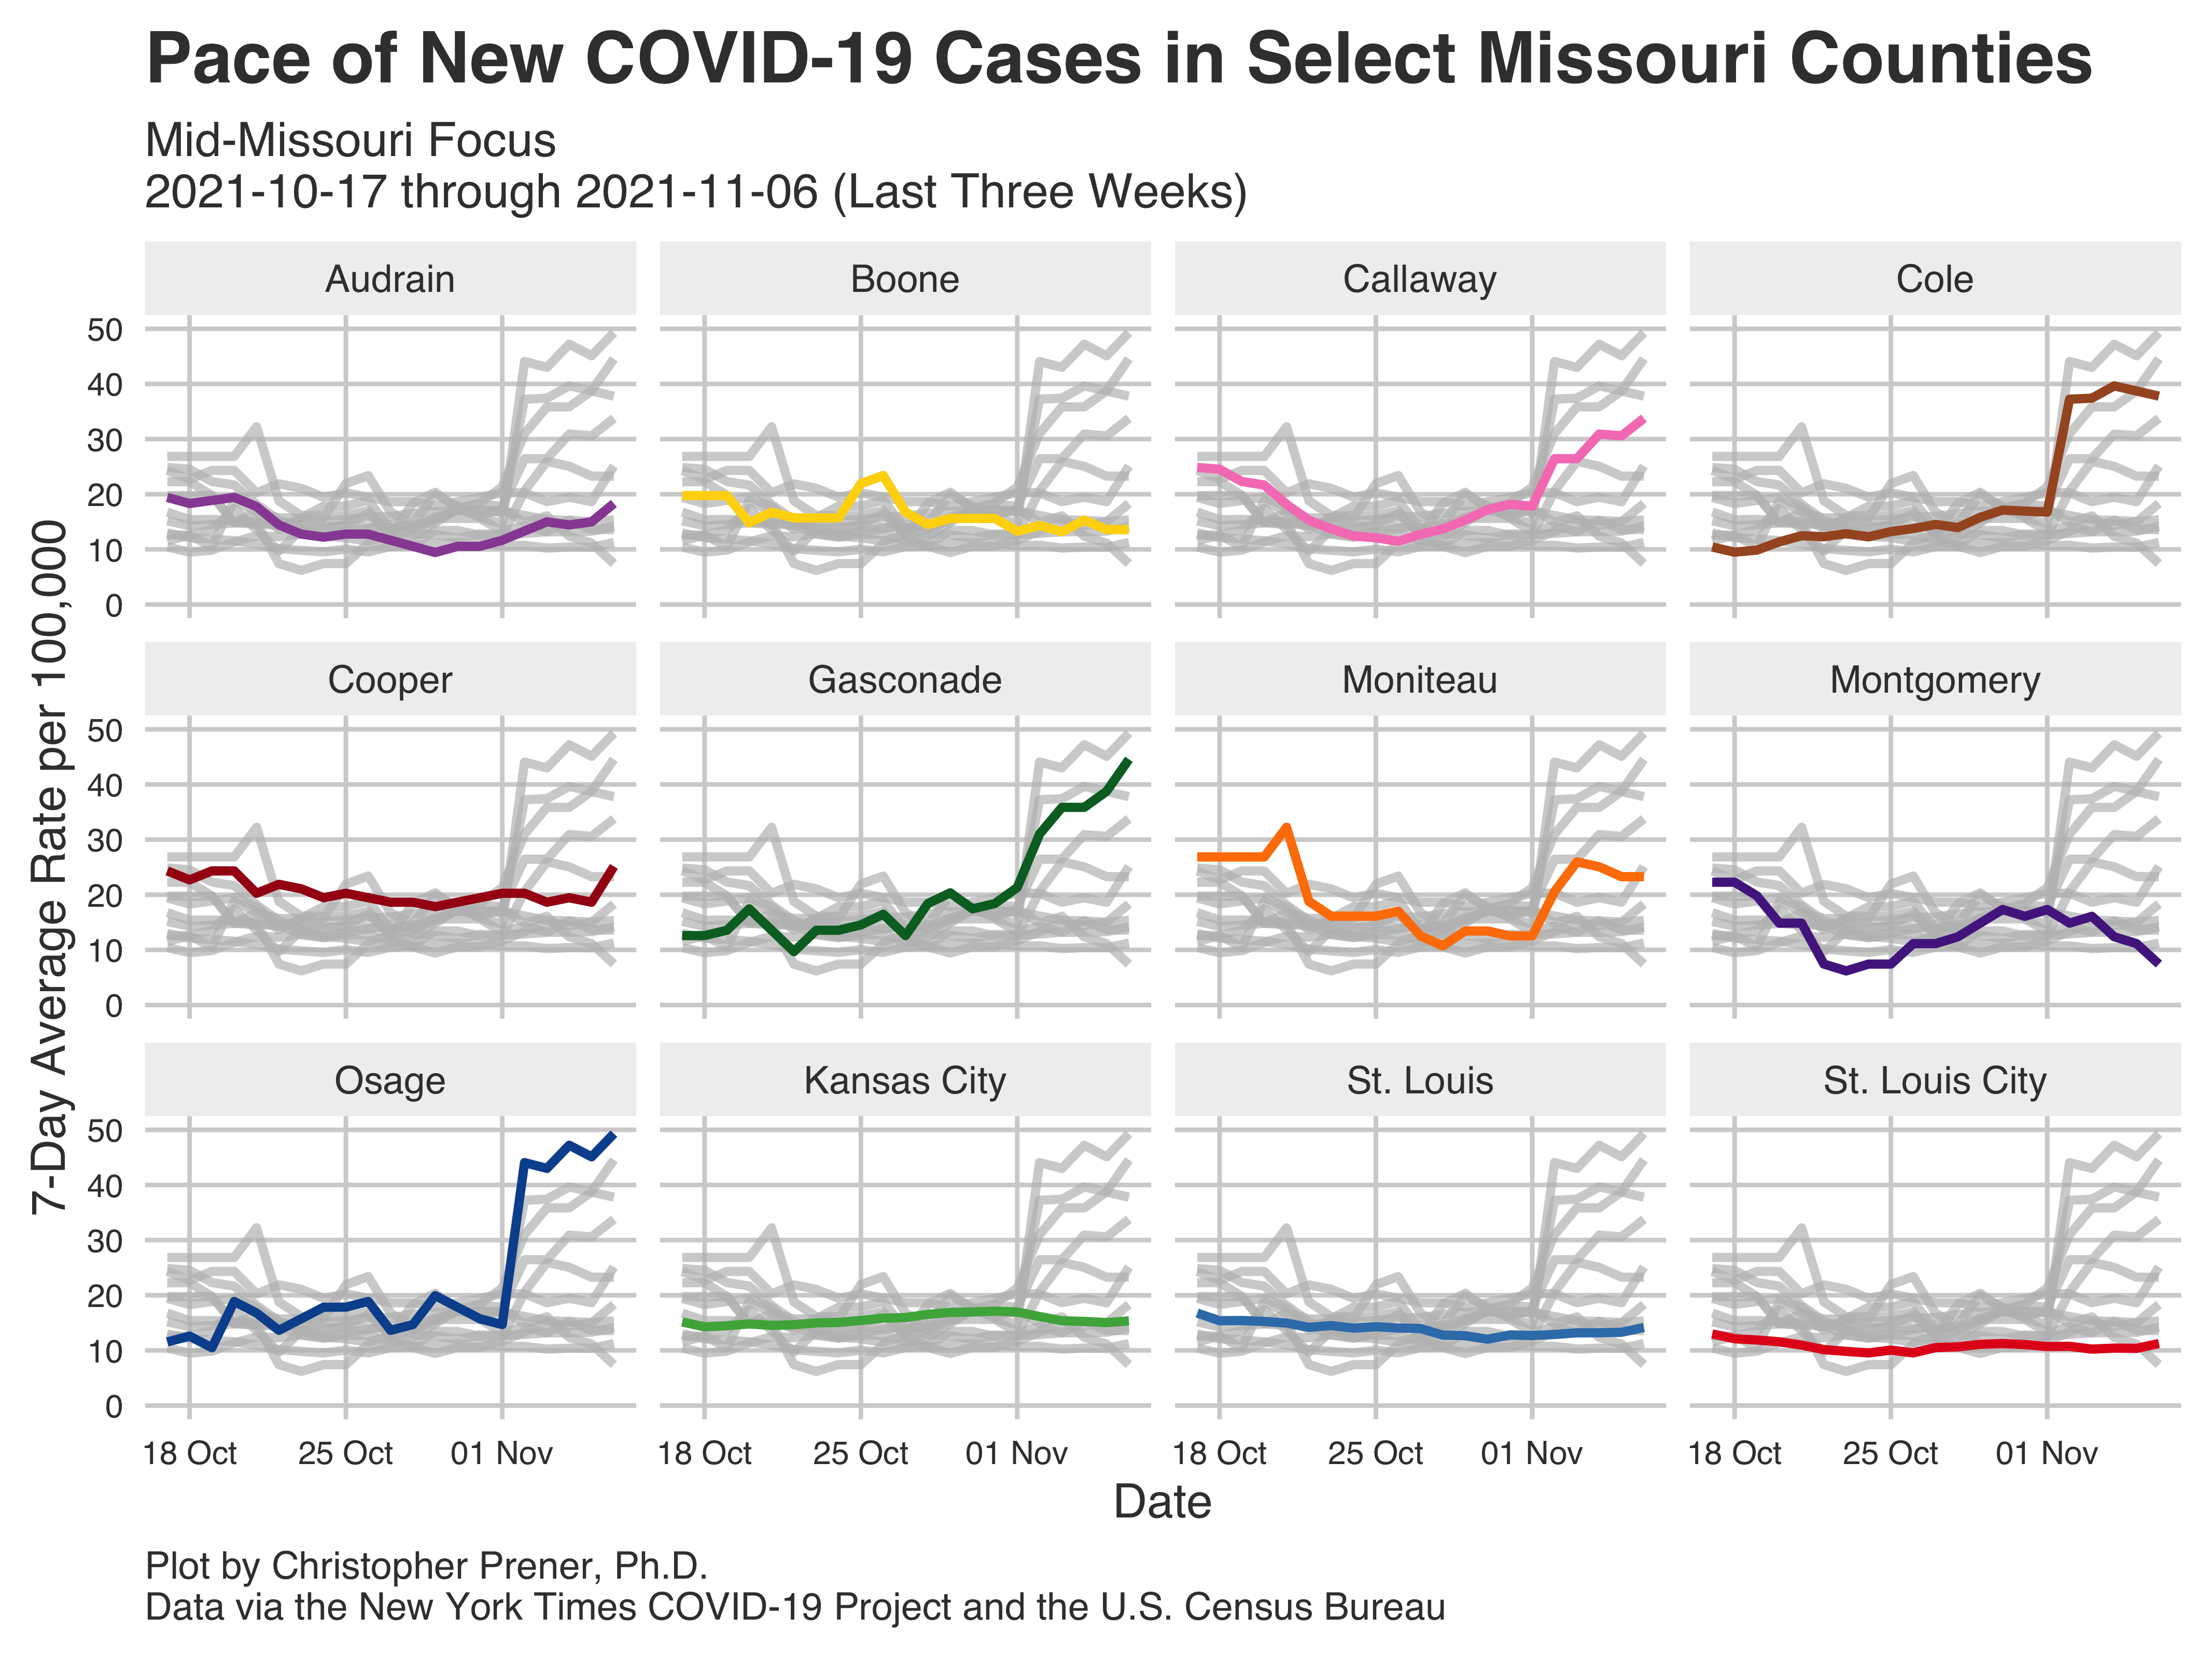 Pace of New COVID-19 Cases in Select Missouri Counties
Mid-Missouri Focus
2021-10-17 through 2021-11-06 (Last Three Weeks)
Audrain
Boone
Callaway
Cole
50
40
30
20
10
0
Cooper
Gasconade
Moniteau
Montgomery
50
40
30
20
10
0
Osage
Kansas City
St. Louis
St. Louis City
50
40
30
20
10
0
7-Day Average Rate per 100,000
18 Oct
25 Oct
01 Nov
18 Oct
25 Oct
01 Nov
18 Oct
25 Oct
01 Nov
18 Oct
25 Oct
01 Nov
Date
Plot by Christopher Prener, Ph.D.
Data via the New York Times COVID-19 Project and the U.S. Census Bureau